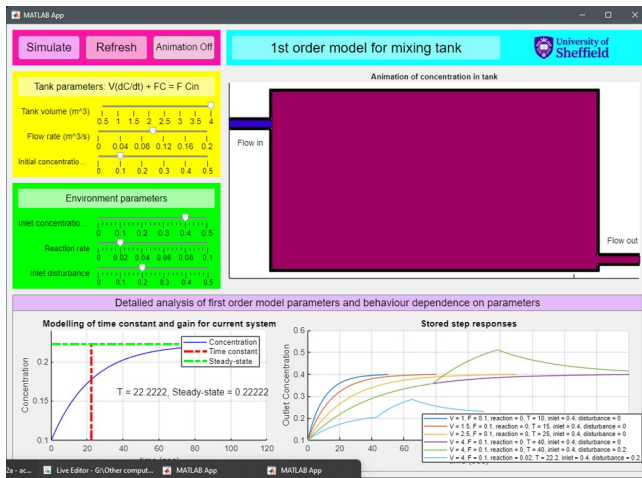 MATLAB App
Simulate
Refresh
Animation Off
1st order model for mixing tank
University of
Sheffield
Tank parameters: V(dC/dt) + FC = F Cin
Tank volume (m^3)
0.5 1 1.5 2 2.5 3 3.5 4
Flow rate (m^3/s)
0 0.04 0.08 0.12 0.16 0.2
Initial concentratio...
0 0.1 0.2 0.3 0.4 0.5
Environment parameters
Inlet concentratio...
0 0.1 0.2 0.3 0.4 0.5
Reaction rate
0 0.02 0.04 0.06 0.08 0.1
Inlet disturbance
0 0.1 0.2 0.3 0.4 0.5
Animation of concentration in tank
Flow in
Flow out
Detailed analysis of first order model parameters and behaviour dependence on parameters
Modelling of time constant and gain for current system
Concentration
0.2
0.15
0.1
Concentration
Time constant
Steady-state
T = 22.2222, Steady-state = 0.22222
0 20 40 60 80 100 120
Stored step responses
Outlet Concentration
0.6
0.5
0.4
0.3
0.2
0.1
0 20 40
V = 1, F = 0.1, reaction = 0, T = 10, inlet = 0.4, disturbance = 0
V = 1.5, F = 0.1, reaction = 0, T = 15, inlet = 0.4, disturbance = 0
V = 2.5, F = 0.1, reaction = 0, T = 25, inlet = 0.4, disturbance = 0
V = 4, F = 0.1, reaction = 0, T = 40, inlet = 0.4, disturbance = 0
V = 4, F = 0.1, reaction = 0, T = 40, inlet = 0.4, disturbance = 0.2
V = 4, F = 0.1, reaction = 0.02, T = 22.2, inlet = 0.4, disturbance = 0.2
2a - ac...
Live Editor - G:\Other comput...
MATLAB App
MATLAB App